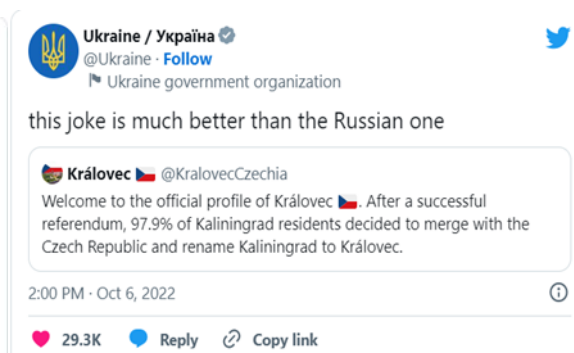 Ukraine / Україна
@Ukraine · Follow
Ukraine government organization
this joke is much better than the Russian one
Královec 🇨🇿 @KralovecCzechia
Welcome to the official profile of Královec 🇨🇿. After a successful
referendum, 97.9% of Kaliningrad residents decided to merge with the
Czech Republic and rename Kaliningrad to Královec.
2:00 PM · Oct 6, 2022
29.3K Reply Copy link